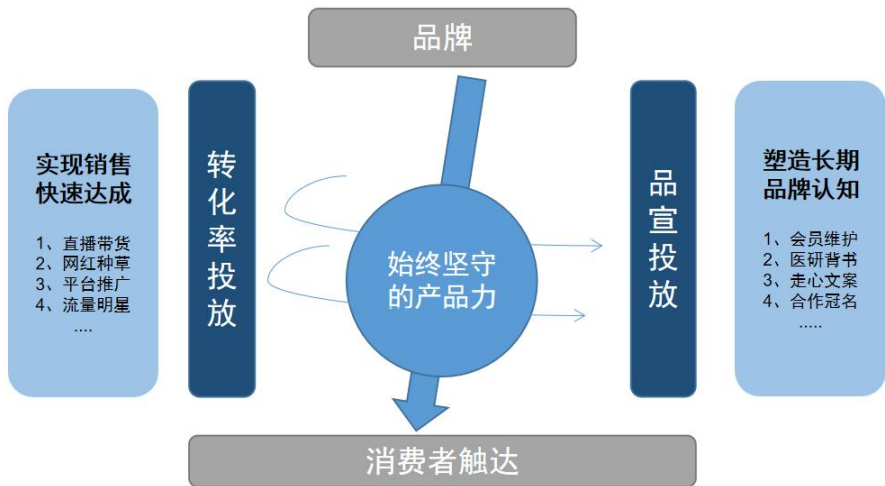 品牌
实现销售
快速达成
1、直播带货
2、网红种草
3、平台推广
4、流量明星
....
转化率投放
始终坚守
的产品力
品宣投放
塑造长期
品牌认知
1、会员维护
2、医研背书
3、走心文案
4、合作冠名
.....
消费者触达